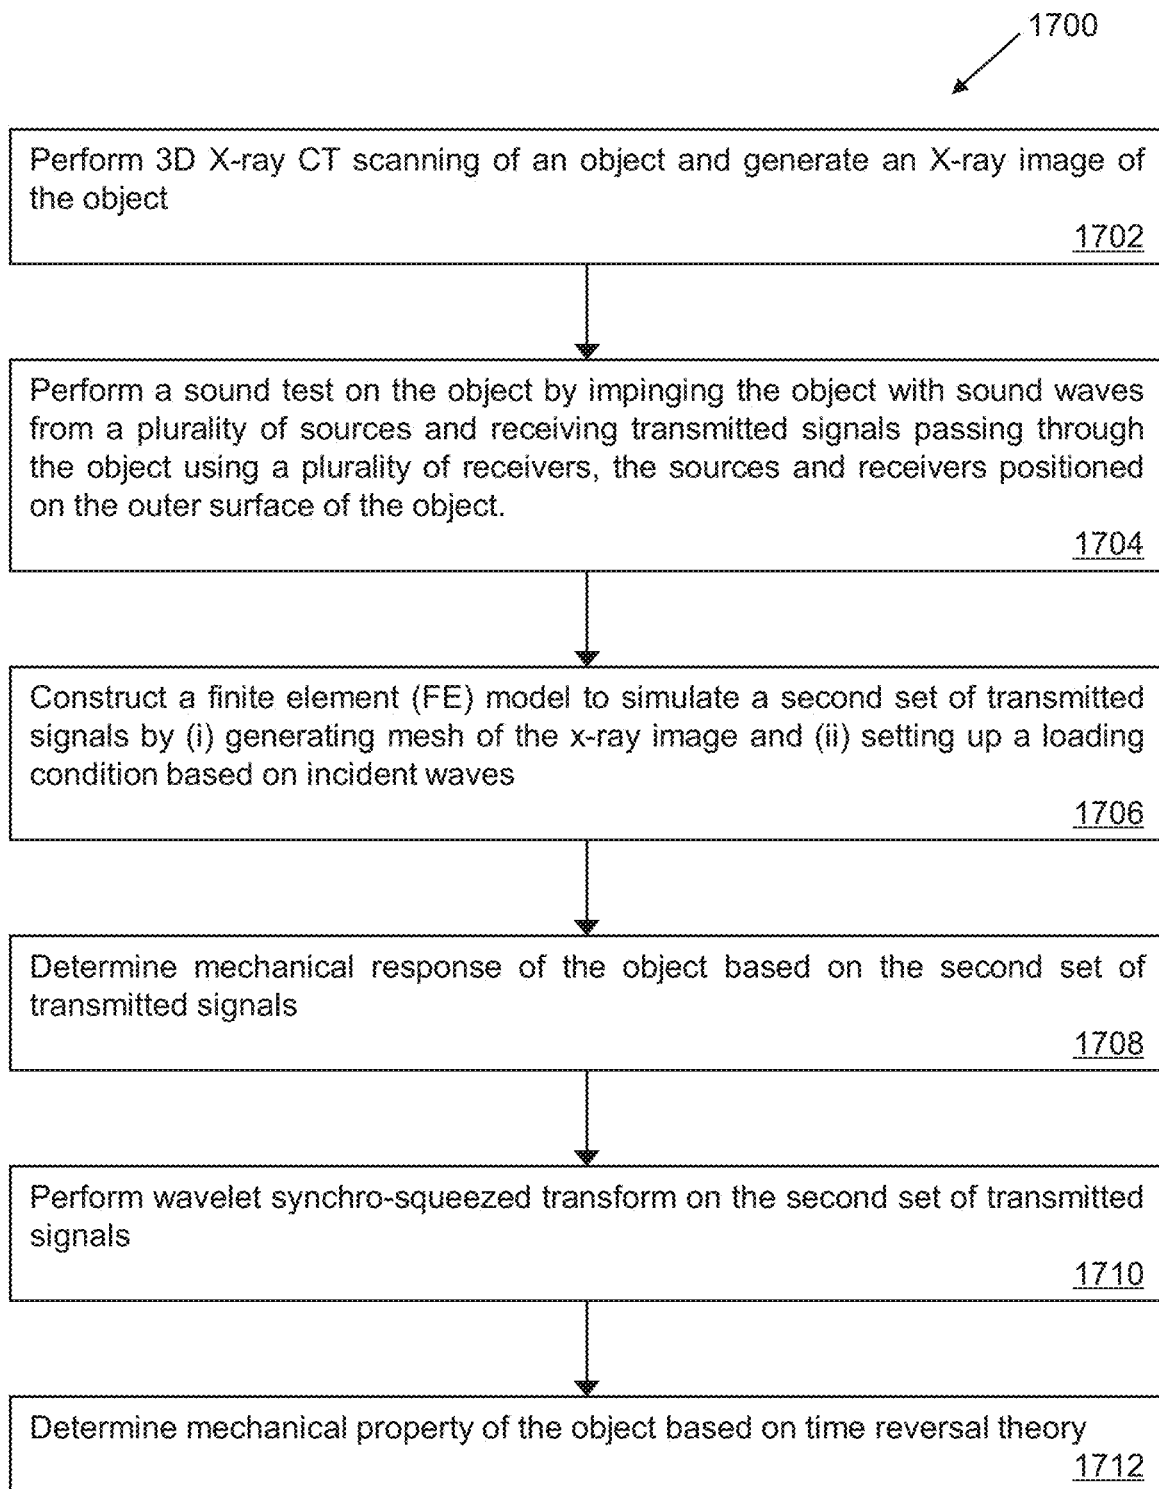 1700
Perform 3D X-ray CT scanning of an object and generate an X-ray image of
the object
1702
Perform a sound test on the object by impinging the object with sound waves
from a plurality of sources and receiving transmitted signals passing through
the object using a plurality of receivers, the sources and receivers positioned
on the outer surface of the object.
1704
Construct a finite element (FE) model to simulate a second set of transmitted
signals by (i) generating mesh of the x-ray image and (ii) setting up a loading
condition based on incident waves
1706
Determine mechanical response of the object based on the second set of
transmitted signals
1708
Perform wavelet synchro-squeezed transform on the second set of transmitted
signals
1710
Determine mechanical property of the object based on time reversal theory
1712